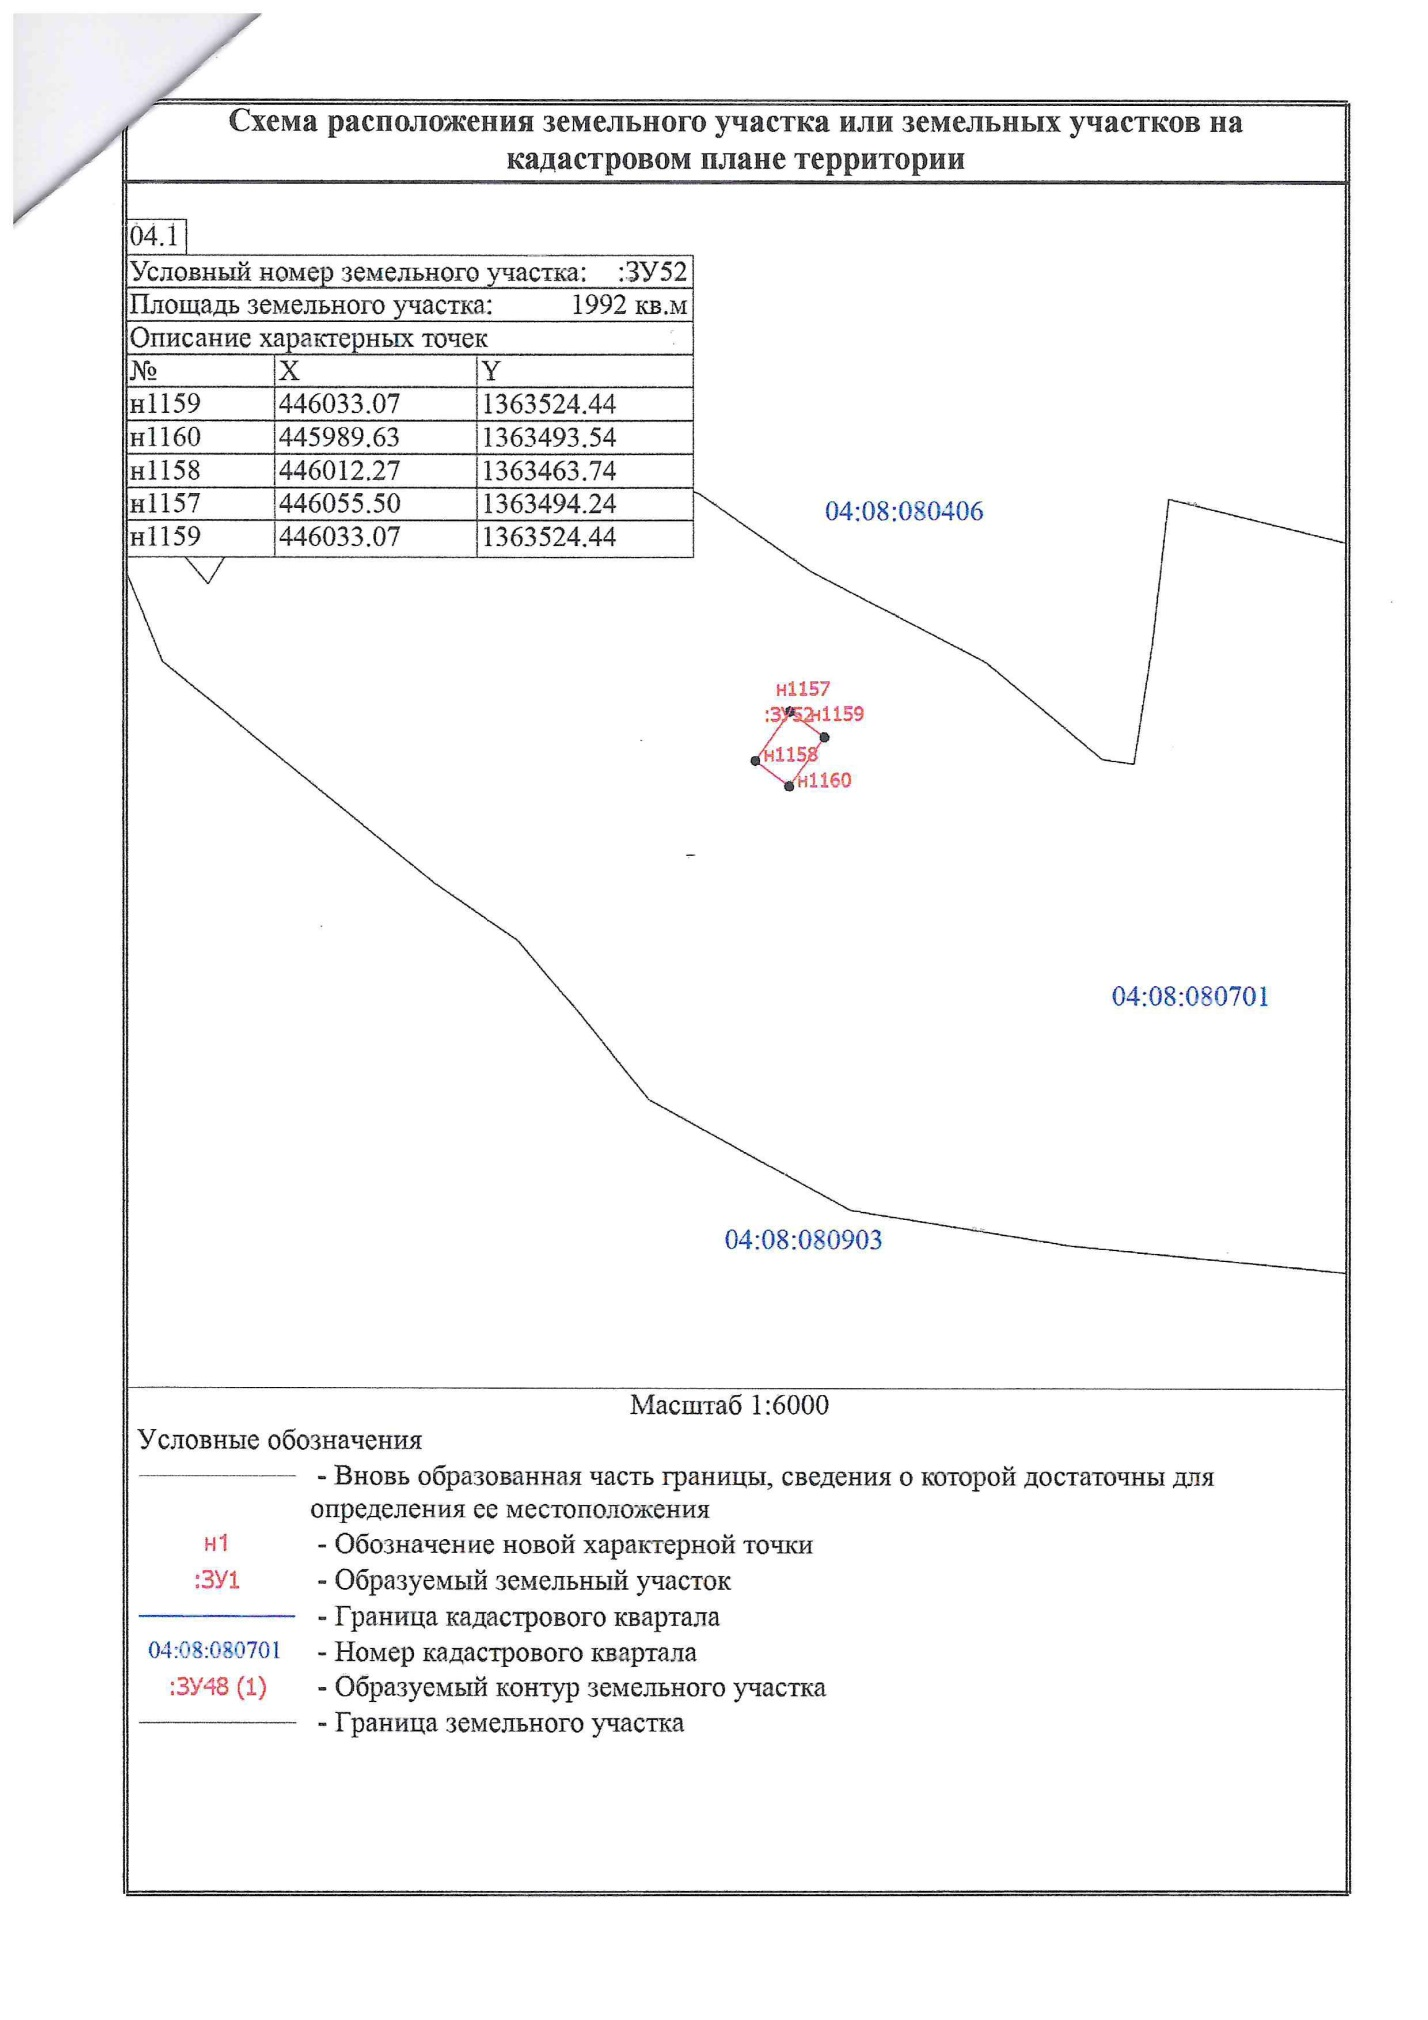 Схема расположения земельного участка или земельных участков на
кадастровом плане территории
04.1
Условный номер земельного участка: :ЗУ52
Площадь земельного участка: 1992 кв.м
Описание характерных точек
№ X Y
н1159 446033.07 1363524.44
н1160 445989.63 1363493.54
н1158 446012.27 1363463.74
н1157 446055.50 1363494.24
н1159 446033.07 1363524.44
04:08:080406
н1157
:ЗУ52 н1159
н1158
н1160
04:08:080701
04:08:080903
Масштаб 1:6000
Условные обозначения
- Вновь образованная часть границы, сведения о которой достаточны для
определения ее местоположения
н1 - Обозначение новой характерной точки
:ЗУ1 - Образуемый земельный участок
- Граница кадастрового квартала
04:08:080701 - Номер кадастрового квартала
:ЗУ48 (1) - Образуемый контур земельного участка
- Граница земельного участка